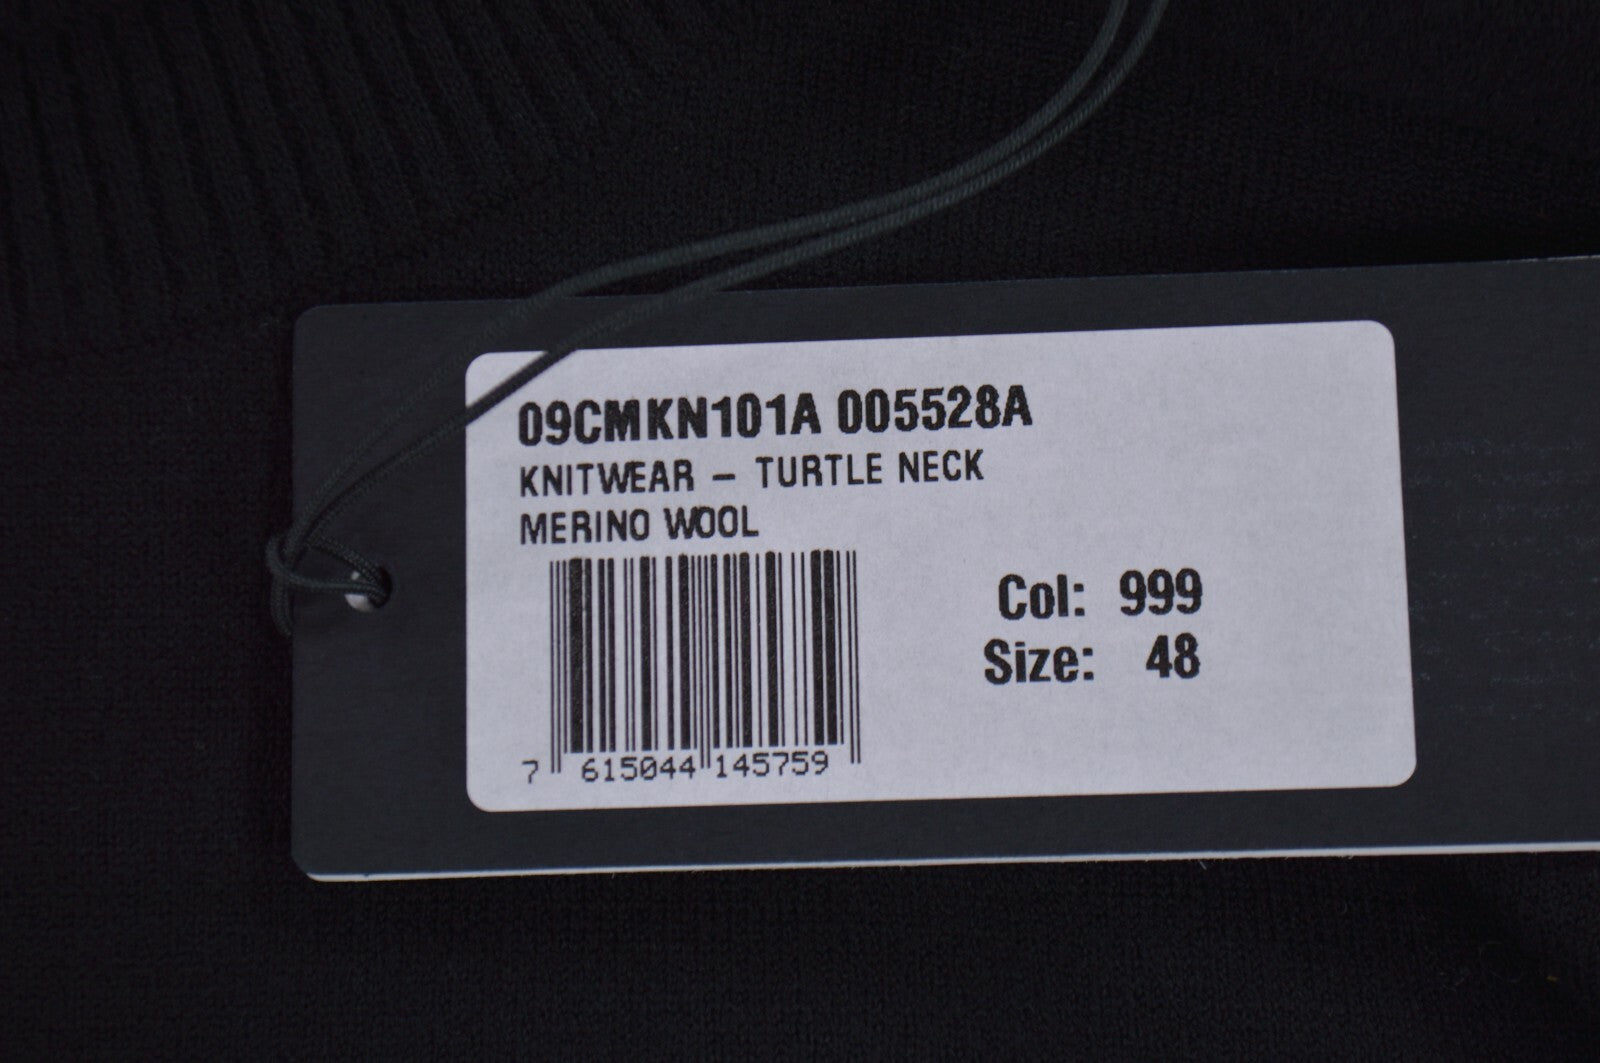 09CMKN101A 005528A
KNITWEAR – TURTLE NECK
MERINO WOOL
Col: 999
Size: 48
7 615044 145759